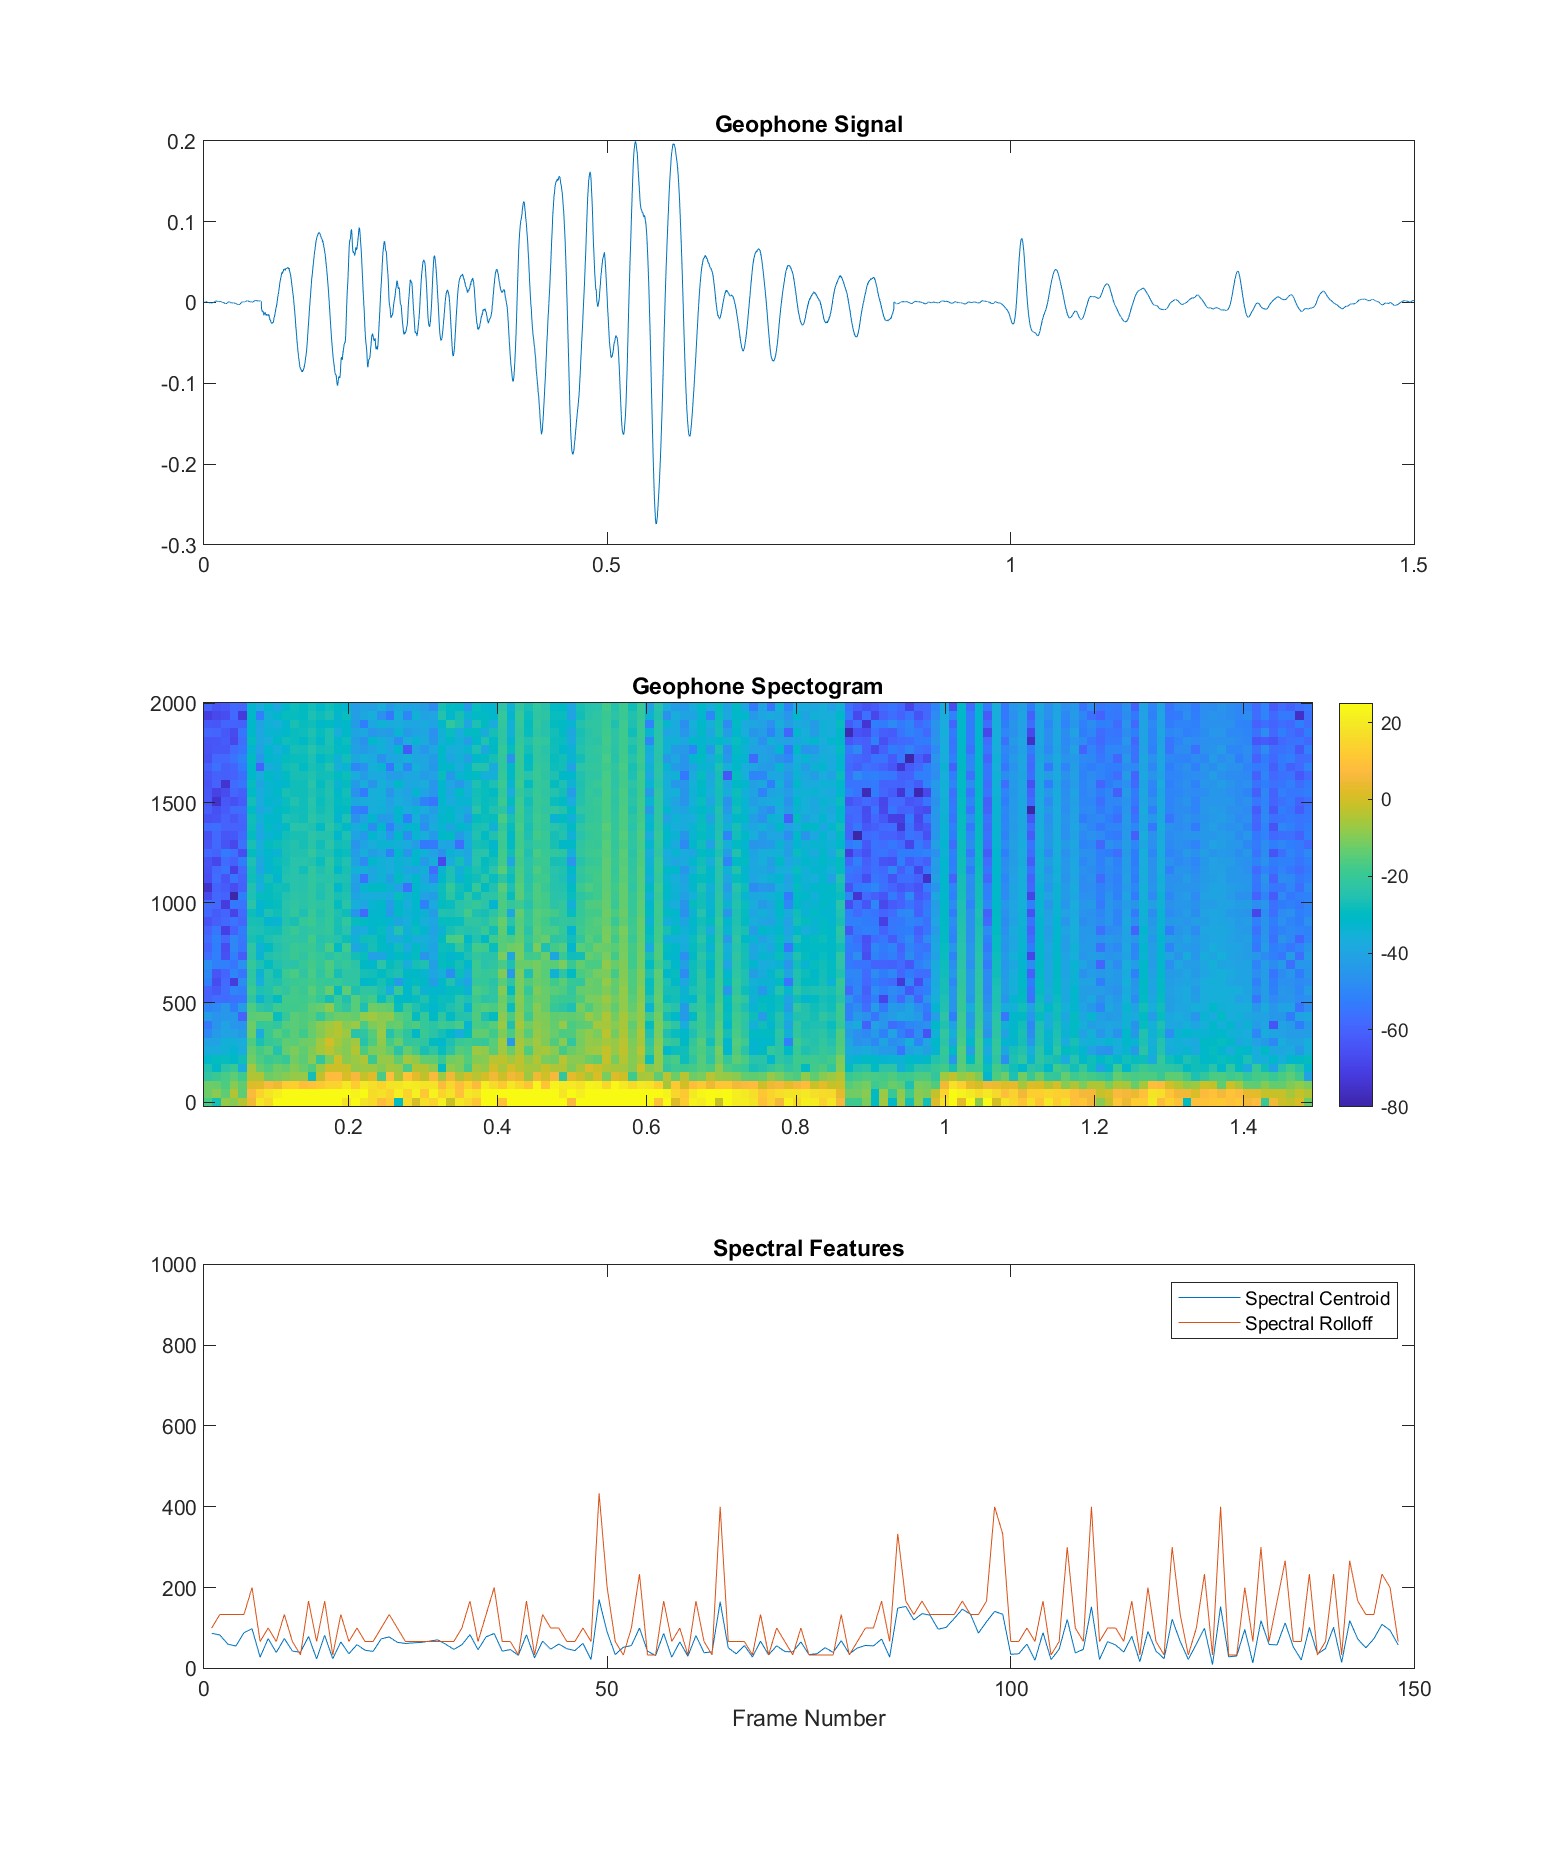 Geophone Signal
0.2
0.1
0
-0.1
-0.2
-0.3
0 0.5 1 1.5
Geophone Spectogram
2000
1500
1000
500
0
0.2 0.4 0.6 0.8 1 1.2 1.4
20
0
-20
-40
-60
-80
Spectral Features
1000
800
600
400
200
0
Spectral Centroid
Spectral Rolloff
0 50 100 150
Frame Number